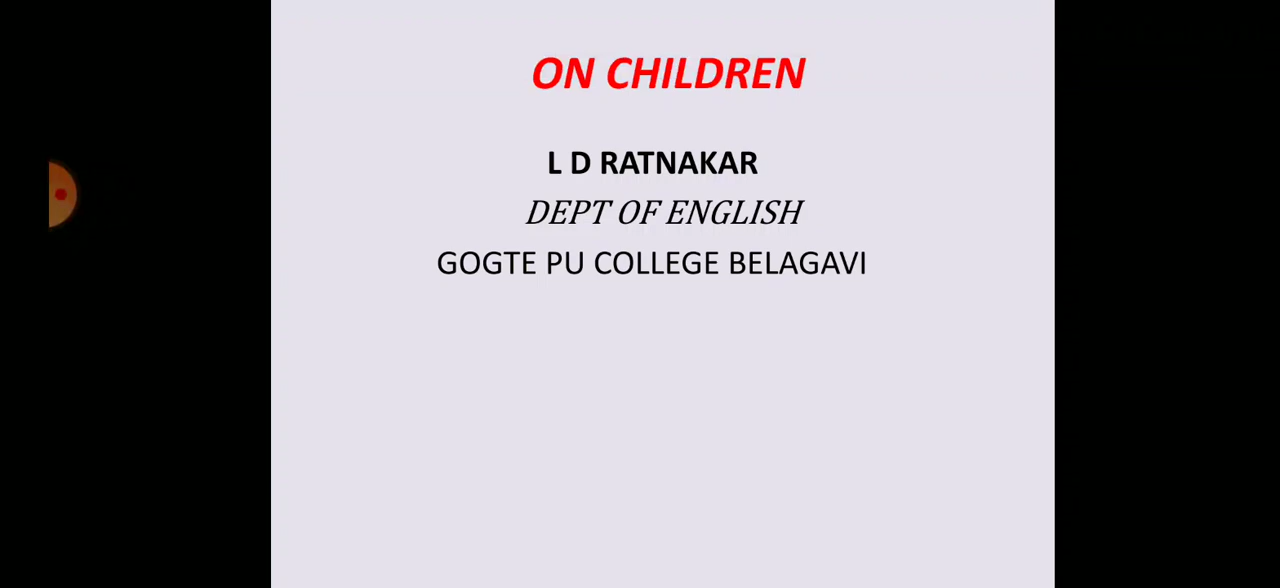 ON CHILDREN
L D RATNAKAR
DEPT OF ENGLISH
GOGTE PU COLLEGE BELAGAVI